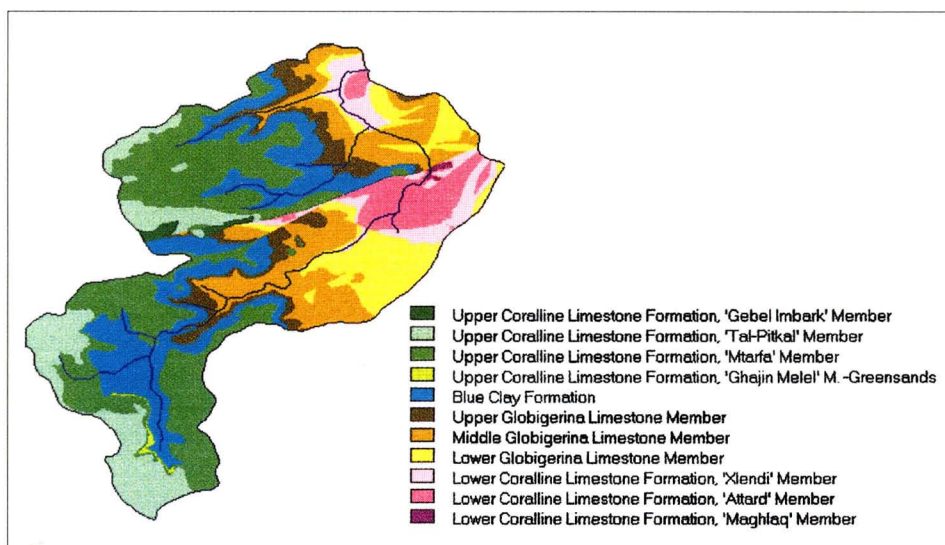 Upper Coralline Limestone Formation, 'Gebel Imbark' Member
Upper Coralline Limestone Formation, 'Tal-Pitkal' Member
Upper Coralline Limestone Formation, 'Mtarfa' Member
Upper Coralline Limestone Formation, 'Ghajin Melel' M.-Greensands
Blue Clay Formation
Upper Globigerina Limestone Member
Middle Globigerina Limestone Member
Lower Globigerina Limestone Member
Lower Coralline Limestone Formation, 'Xlendi' Member
Lower Coralline Limestone Formation, 'Attard' Member
Lower Coralline Limestone Formation, 'Maghlaq' Member